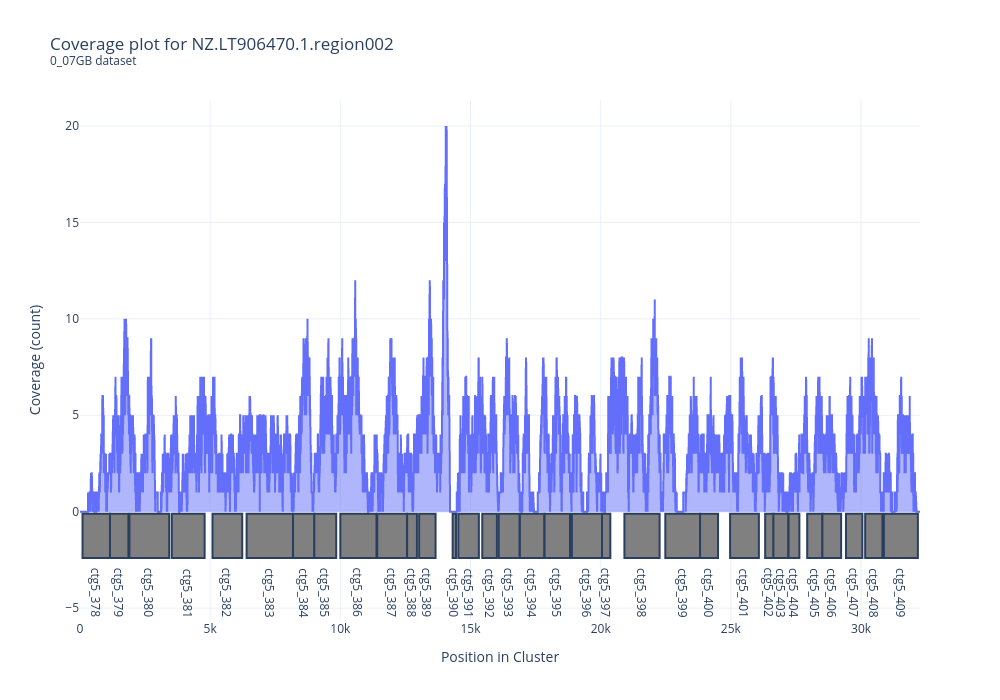 Coverage plot for NZ.LT906470.1.region002
0_07GB dataset
Coverage (count)
20
15
10
5
0
−5
ctg5_378
ctg5_379
ctg5_380
ctg5_381
ctg5_382
ctg5_383
ctg5_384
ctg5_385
ctg5_386
ctg5_387
ctg5_388
ctg5_389
ctg5_390
ctg5_391
ctg5_392
ctg5_393
ctg5_394
ctg5_395
ctg5_396
ctg5_397
ctg5_398
ctg5_399
ctg5_400
ctg5_401
ctg5_402
ctg5_403
ctg5_404
ctg5_405
ctg5_406
ctg5_407
ctg5_408
ctg5_409
0 5k 10k 15k 20k 25k 30k
Position in Cluster